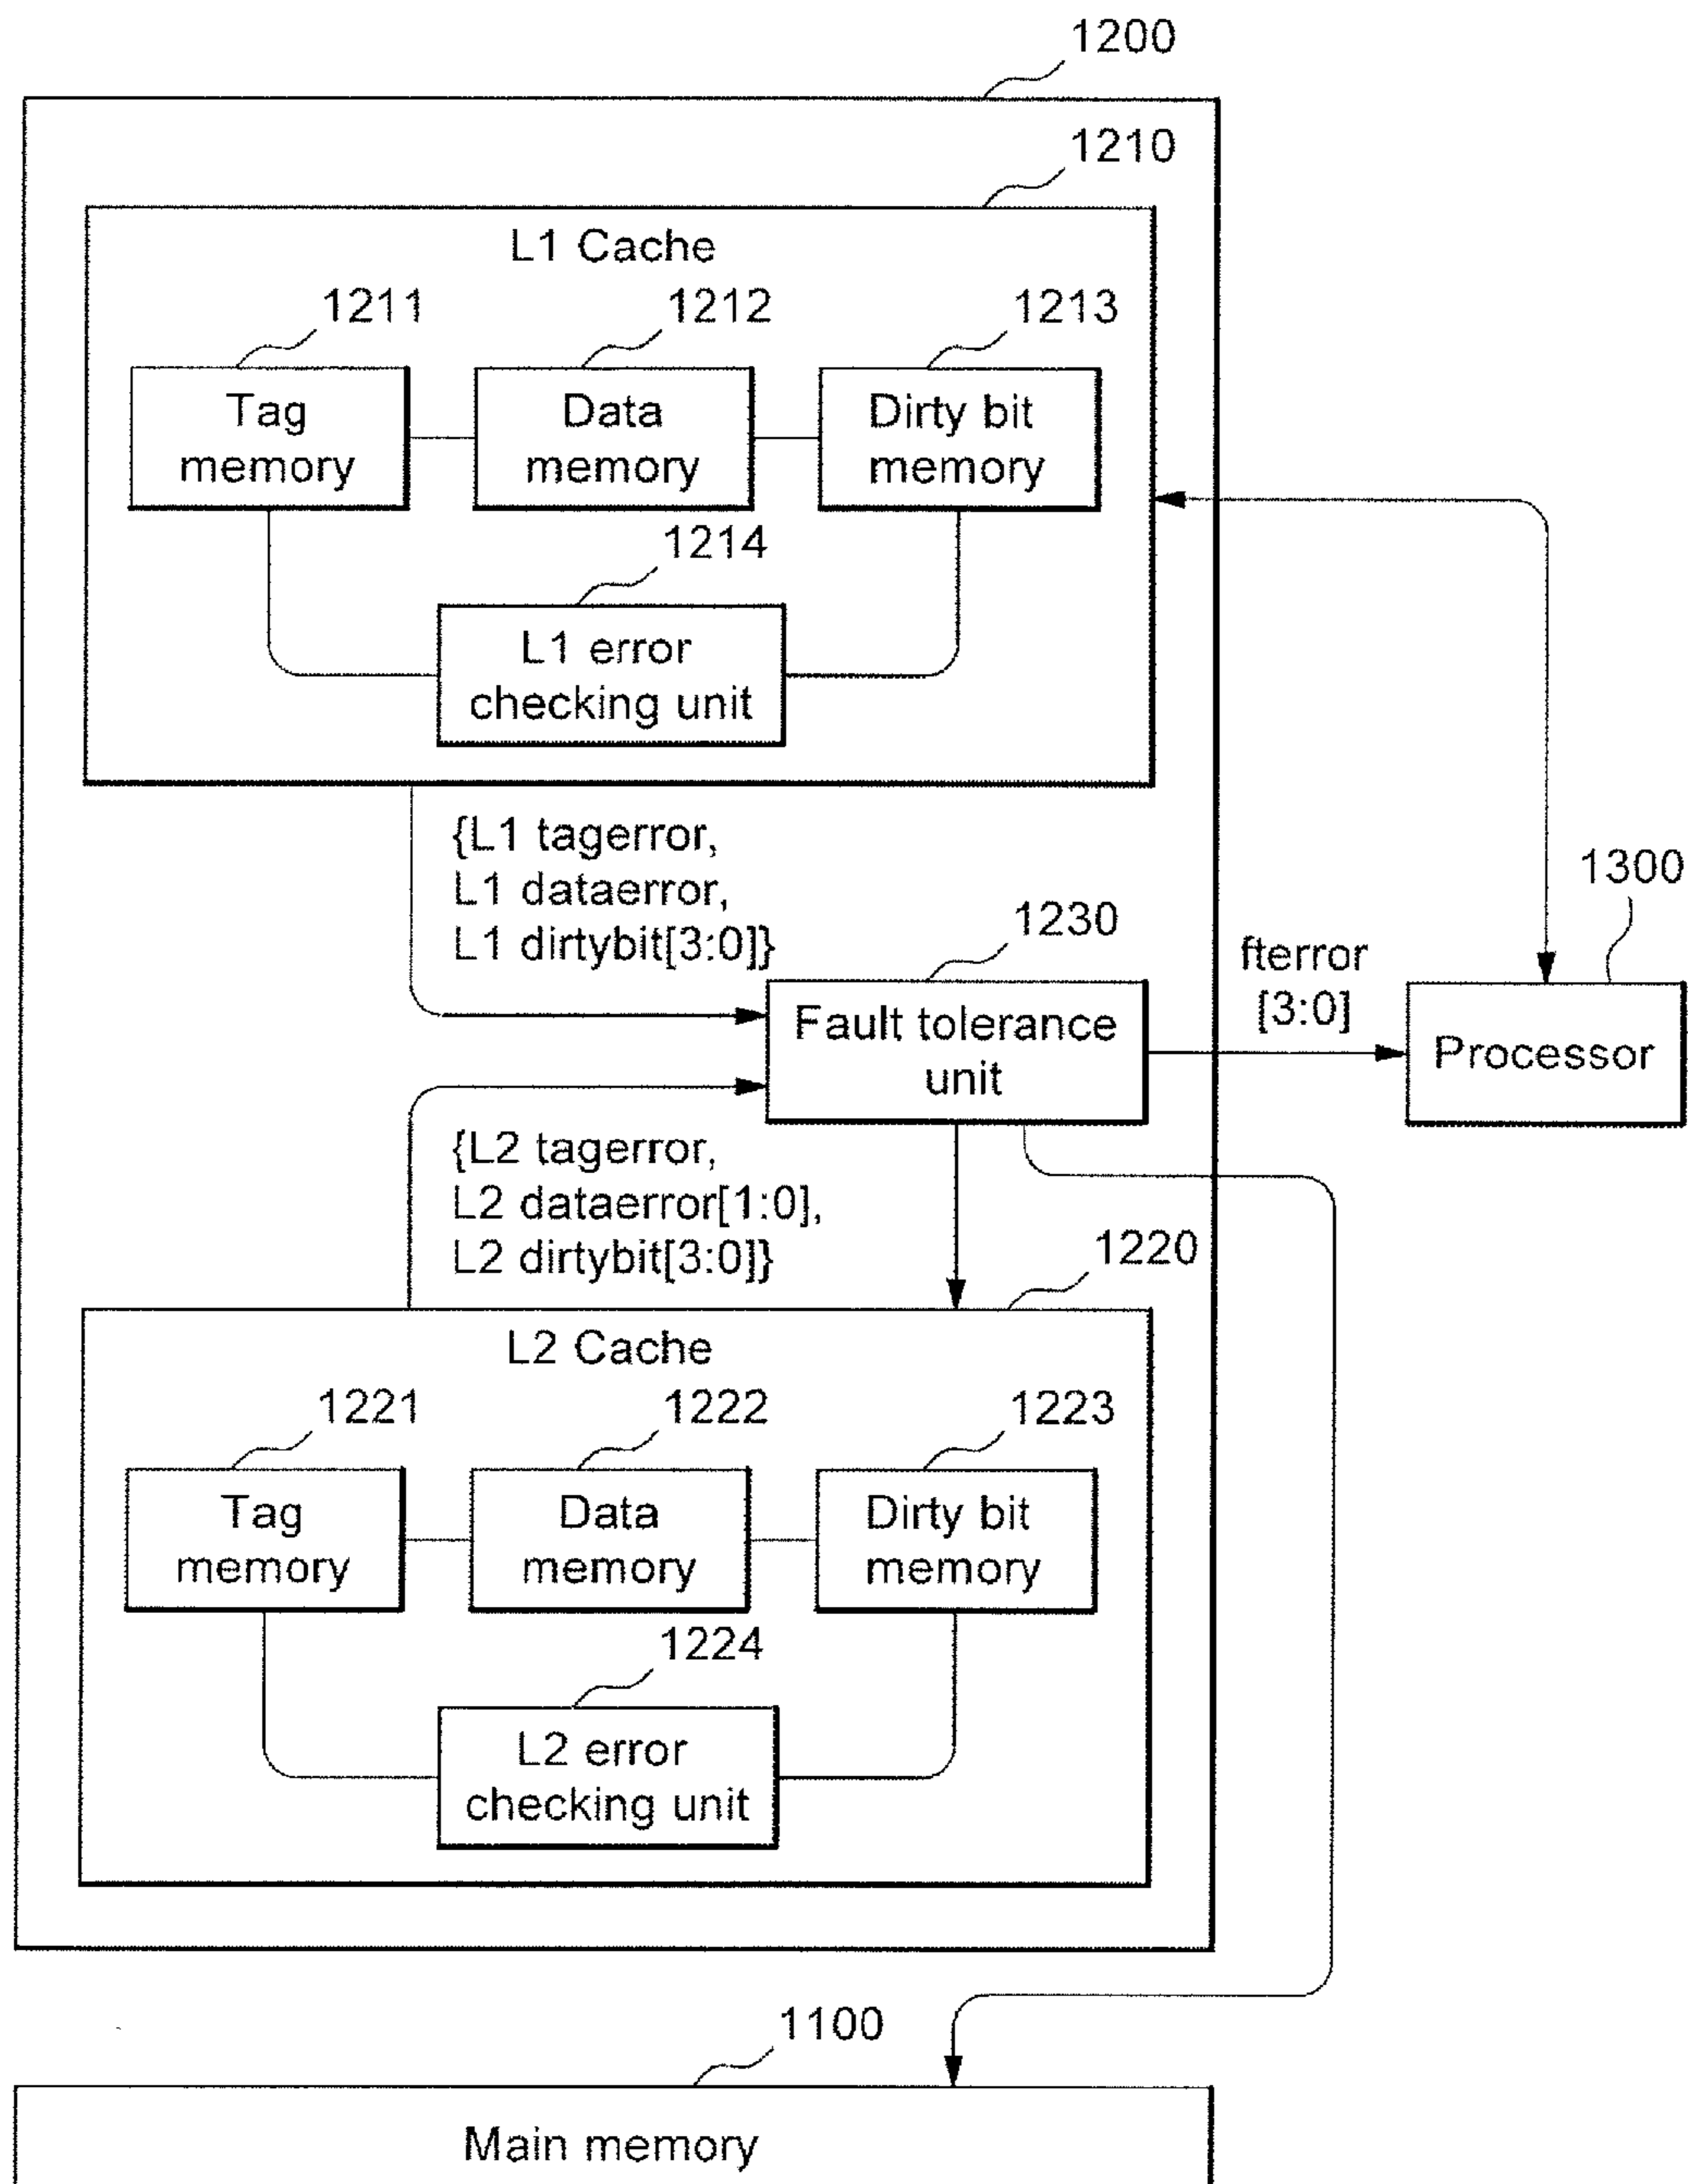 1200
1210
L1 Cache
1211
1212
1213
Tag
memory
Data
memory
Dirty bit
memory
1214
L1 error
checking unit
{L1 tagerror,
L1 dataerror,
L1 dirtybit[3:0]}
1230
Fault tolerance
unit
fterror
[3:0]
1300
Processor
{L2 tagerror,
L2 dataerror[1:0],
L2 dirtybit[3:0]}
1220
L2 Cache
1221
1222
1223
Tag
memory
Data
memory
Dirty bit
memory
1224
L2 error
checking unit
1100
Main memory